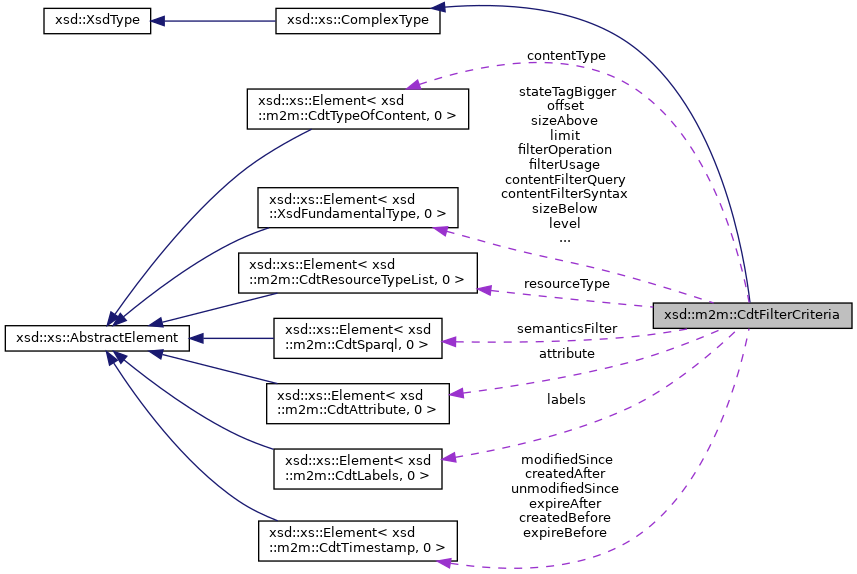 xsd::XsdType
xsd::xs::ComplexType
contentType
xsd::xs::Element< xsd
::m2m::CdtTypeOfContent, 0 >
stateTagBigger
offset
sizeAbove
limit
filterOperation
filterUsage
contentFilterQuery
contentFilterSyntax
sizeBelow
level
...
xsd::xs::Element< xsd
::XsdFundamentalType, 0 >
xsd::xs::Element< xsd
::m2m::CdtResourceTypeList, 0 >
resourceType
xsd::m2m::CdtFilterCriteria
xsd::xs::AbstractElement
xsd::xs::Element< xsd
::m2m::CdtSparql, 0 >
semanticsFilter
attribute
xsd::xs::Element< xsd
::m2m::CdtAttribute, 0 >
labels
xsd::xs::Element< xsd
::m2m::CdtLabels, 0 >
modifiedSince
createdAfter
unmodifiedSince
expireAfter
createdBefore
expireBefore
xsd::xs::Element< xsd
::m2m::CdtTimestamp, 0 >